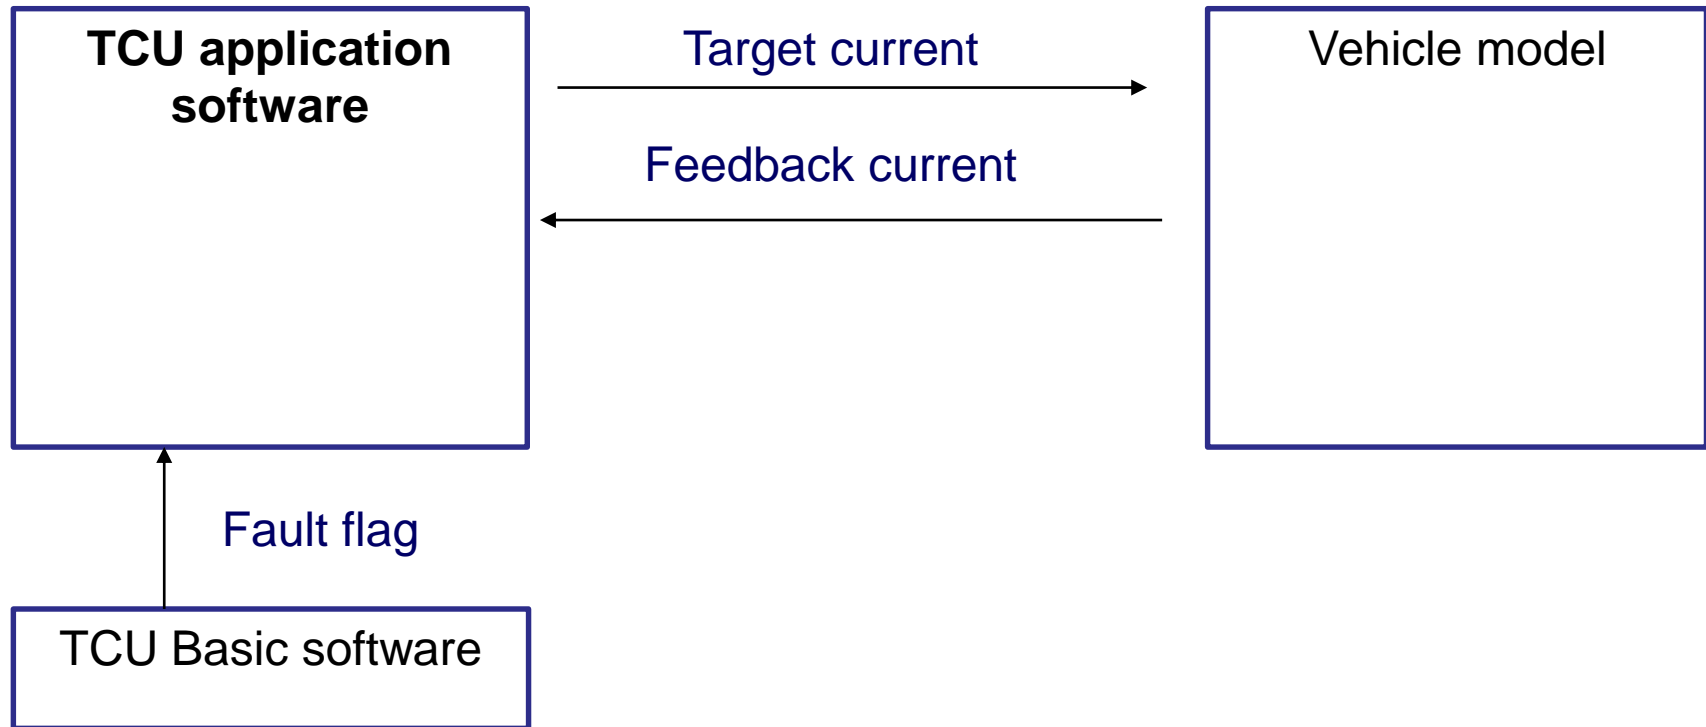 TCU application
software
Target current
Vehicle model
Feedback current
Fault flag
TCU Basic software